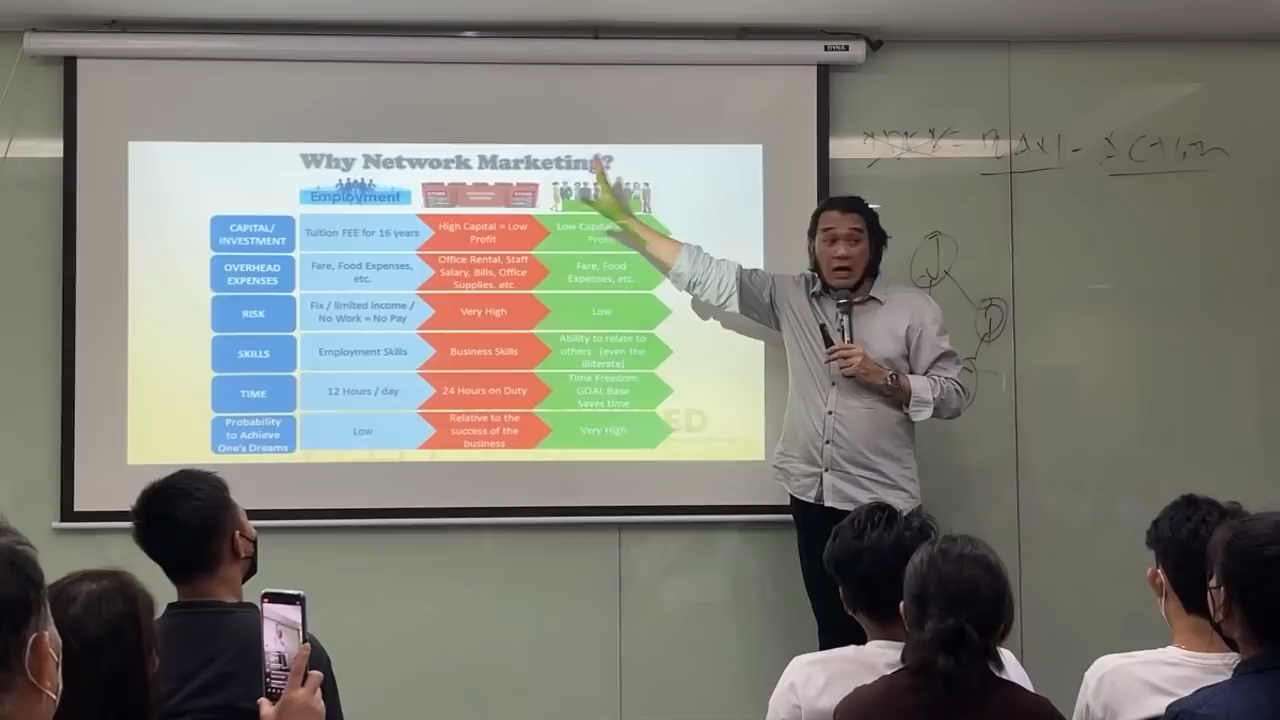 DYNA
Why Network Marketing?
Employment
CAPITAL/
INVESTMENT
Tuition FEE for 16 years
High Capital = Low
Profit
Low Capital
OVERHEAD
EXPENSES
Fare, Food Expenses,
etc.
Office Rental, Staff
Salary, Bills, Office
Supplies, etc
Fare, Food
Expenses, etc.
RISK
Fix / limited income /
No Work = No Pay
Very High
Low
SKILLS
Employment Skills
Business Skills
Ability to relate to
others (even the
illiterate)
TIME
12 Hours / day
24 Hours on Duty
Time Freedom
GOAL Base
Saves time
Probability
to Achieve
One's Dreams
Low
Relative to the
success of the
business
Very High